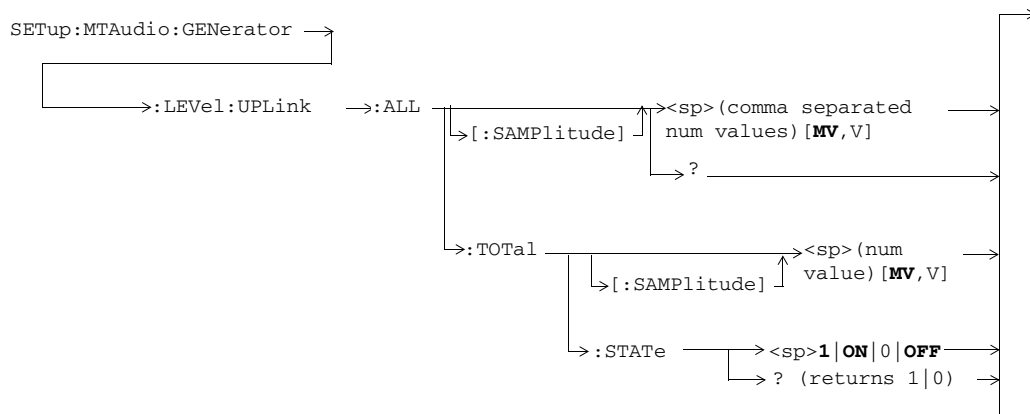 SETup:MTAudio:GENerator
:LEVel:UPLink :ALL <sp>(comma separated
[:SAMPlitude] num values)[MV,V]
?
:TOTal <sp>(num
[:SAMPlitude] value)[MV,V]
:STATe <sp>1|ON|0|OFF
? (returns 1|0)